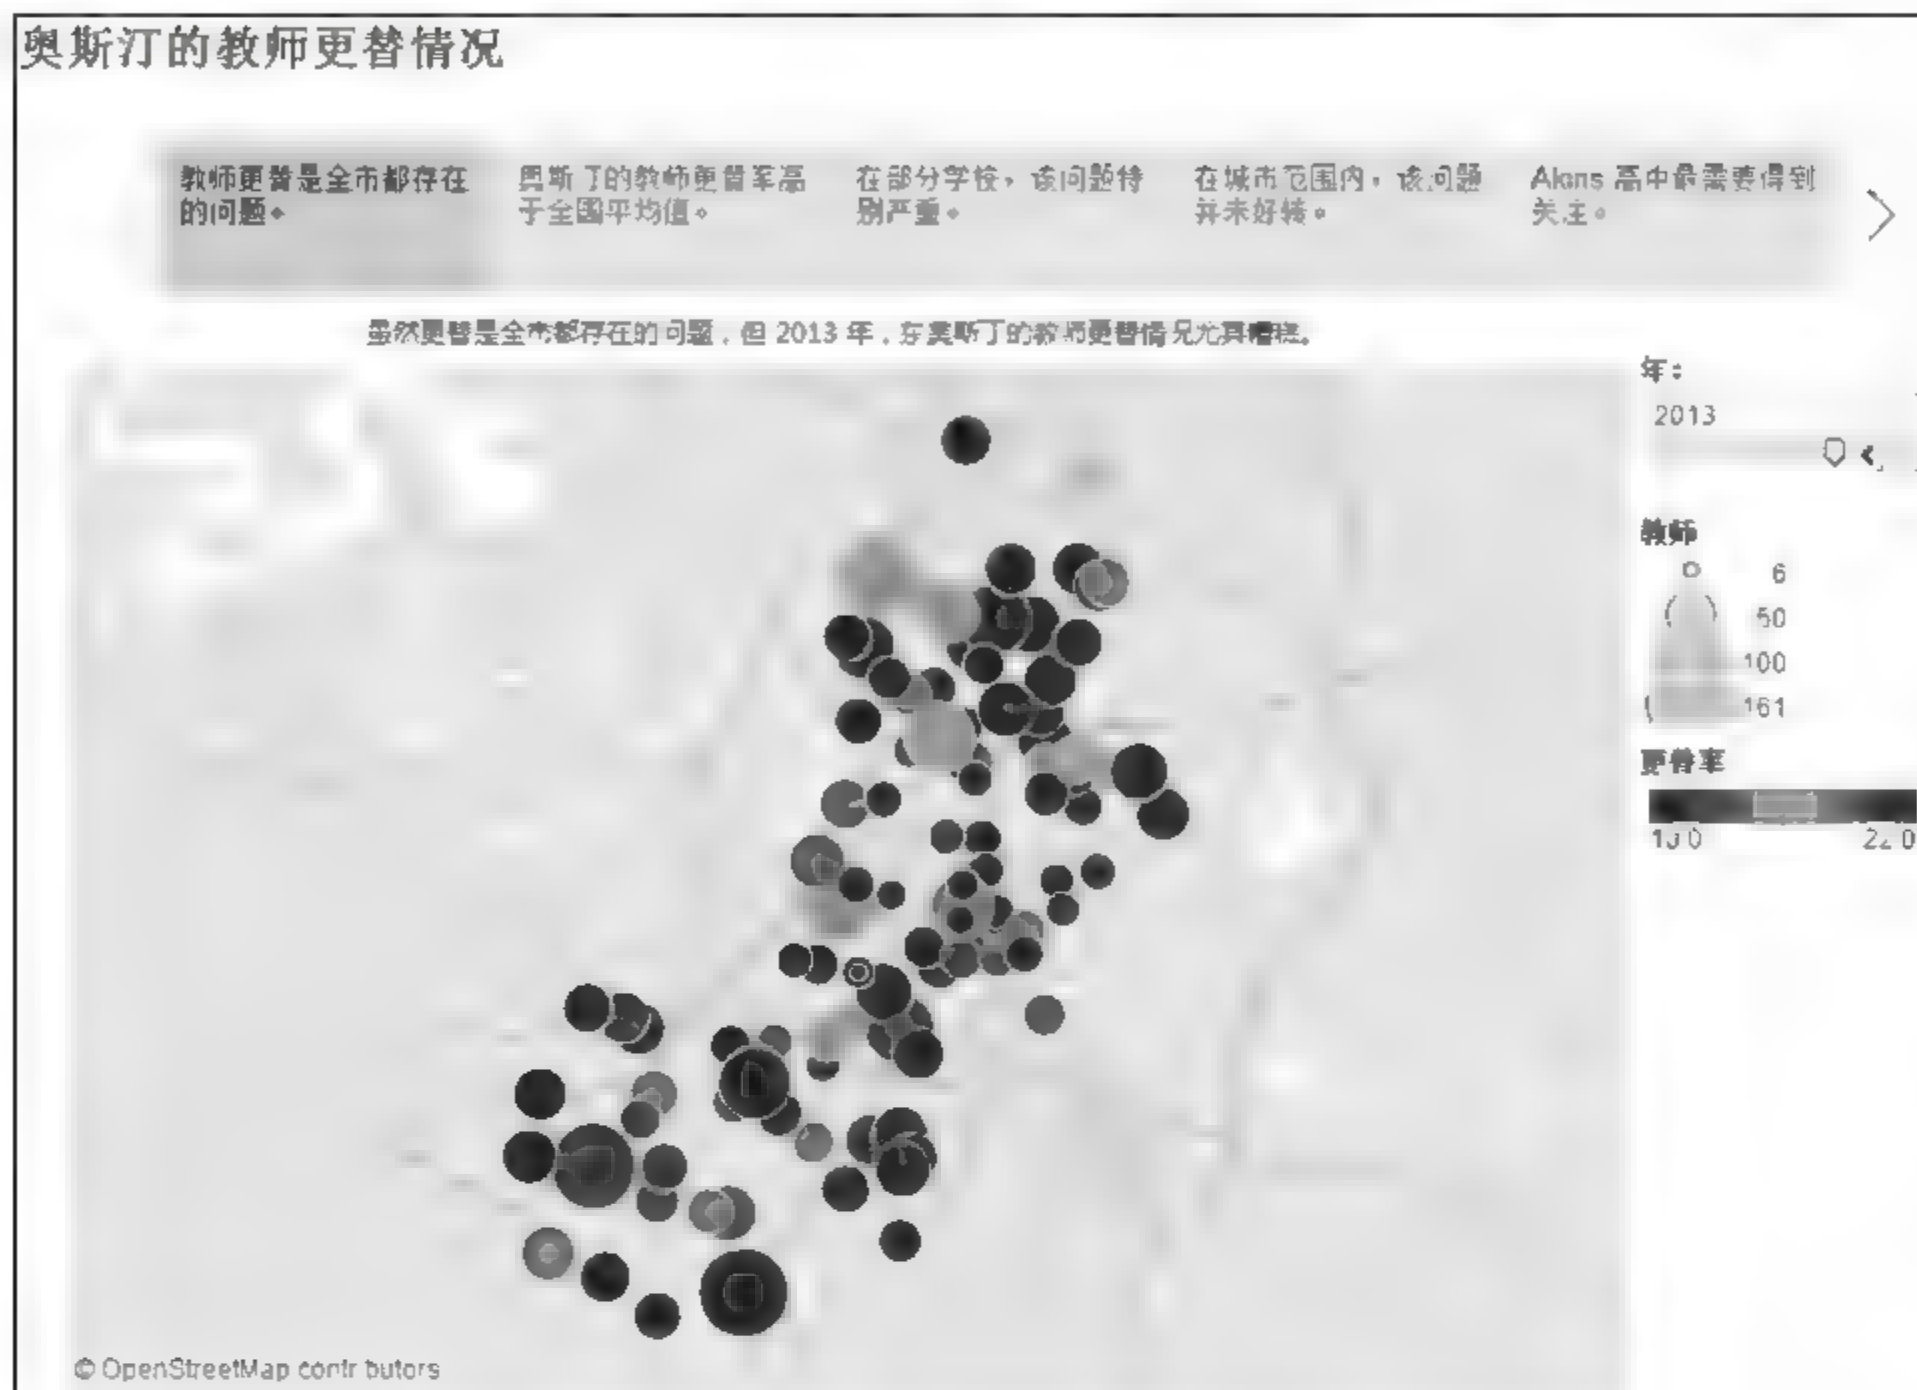 奥斯汀的教师更替情况
教师更替是全市都存在
的问题。
奥斯汀的教师更替率高
于全国平均值。
在部分学校，该问题特
别严重。
在城市范围内，该问题
并未好转。
Akins 高中最需要得到
关注。
虽然更替是全市都存在的问题，但 2013 年，东奥斯丁的教师更替情况尤其糟糕。
年：
2013
教师
6
50
100
161
更替率
© OpenStreetMap contributors